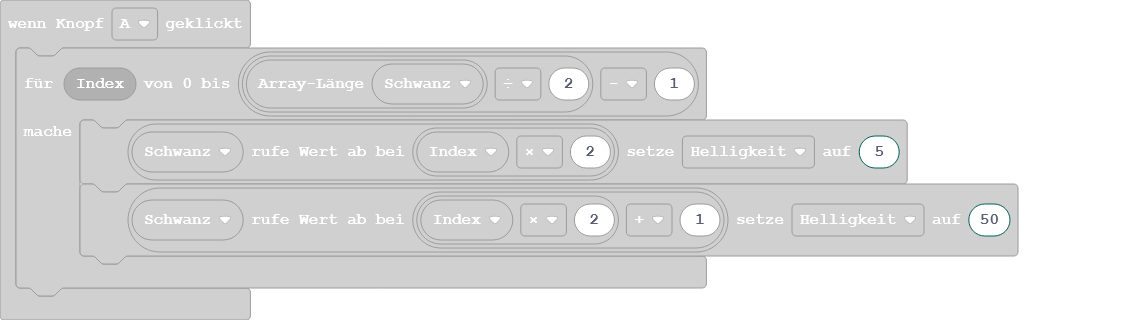 wenn Knopf A geklickt
für Index von 0 bis Array-Länge Schwanz ÷ 2 - 1
mache
Schwanz rufe Wert ab bei Index × 2 setze Helligkeit auf 5
Schwanz rufe Wert ab bei Index × 2 + 1 setze Helligkeit auf 50